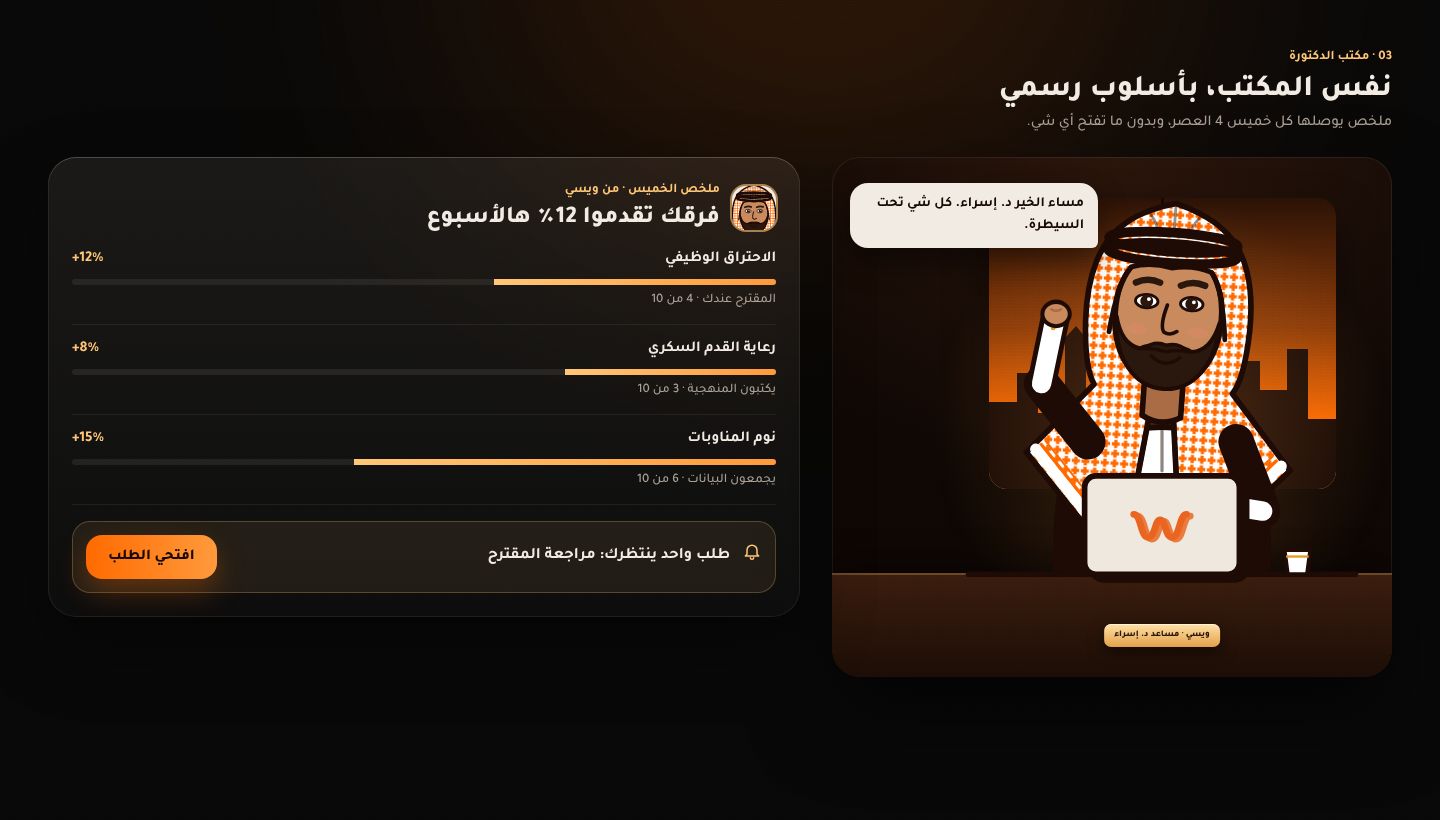 03 · مكتب الدكتورة
نفس المكتب، بأسلوب رسمي
ملخص يوصلها كل خميس 4 العصر، وبدون ما تفتح أي شي.
مساء الخير د. إسراء. كل شي تحت
السيطرة.
ويسي · مساعد د. إسراء
ملخص الخميس · من ويسي
فرقك تقدموا 12٪ هالأسبوع
الاحتراق الوظيفي
+12%
المقترح عندك · 4 من 10
رعاية القدم السكري
+8%
يكتبون المنهجية · 3 من 10
نوم المناوبات
+15%
يجمعون البيانات · 6 من 10
طلب واحد ينتظرك: مراجعة المقترح
افتحي الطلب